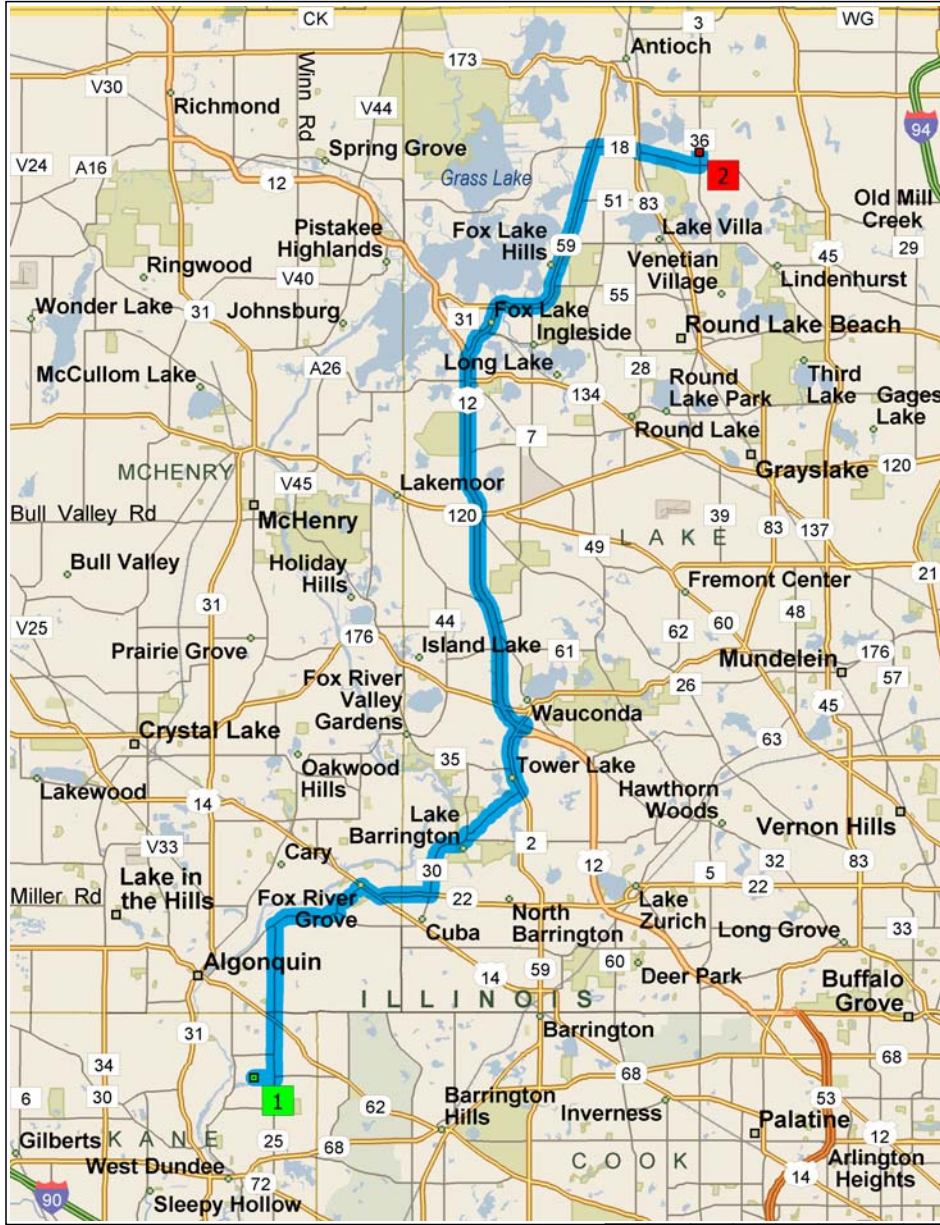 CK
3
WG
Antioch
173
V30
Richmond
Winn Rd
V44
94
Spring Grove
36
18
V24
A16
Grass Lake
2
12
51
83
Old Mill
Creek
Pistakee
Highlands
Fox Lake
Hills
59
Lake Villa
29
Ringwood
V40
Venetian
Village
45
Lindenhurst
Wonder Lake
31
Johnsburg
55
31
Fox Lake
Ingleside
Round Lake Beach
A26
Long Lake
28
McCullom Lake
12
134
Round
Lake Park
Third
Lake
Gages
Lake
7
Round Lake
MCHENRY
V45
Lakemoor
Grayslake
120
Bull Valley Rd
McHenry
120
39
83
137
LAKE
49
Bull Valley
Holiday
Hills
Fremont Center
21
31
48
V25
176
44
60
Prairie Grove
Island Lake
61
62
Mundelein
176
Fox River
Valley
Gardens
26
57
Wauconda
45
Crystal Lake
63
35
Tower Lake
Oakwood
Hills
Lakewood
14
Hawthorn
Woods
Lake
Barrington
Vernon Hills
V33
2
Cary
12
32
83
30
5
22
Miller Rd
Lake in
the Hills
Fox River
Grove
22
Lake
Zurich
North
Barrington
Cuba
Long Grove
33
Algonquin
60
59
Deer Park
14
Buffalo
Grove
ILLINOIS
31
Barrington
34
68
68
1
30
6
62
Barrington
Hills
53
Inverness
Palatine
Gilberts
KANE
25
68
12
West Dundee
COOK
Arlington
Heights
72
14
90
Sleepy Hollow